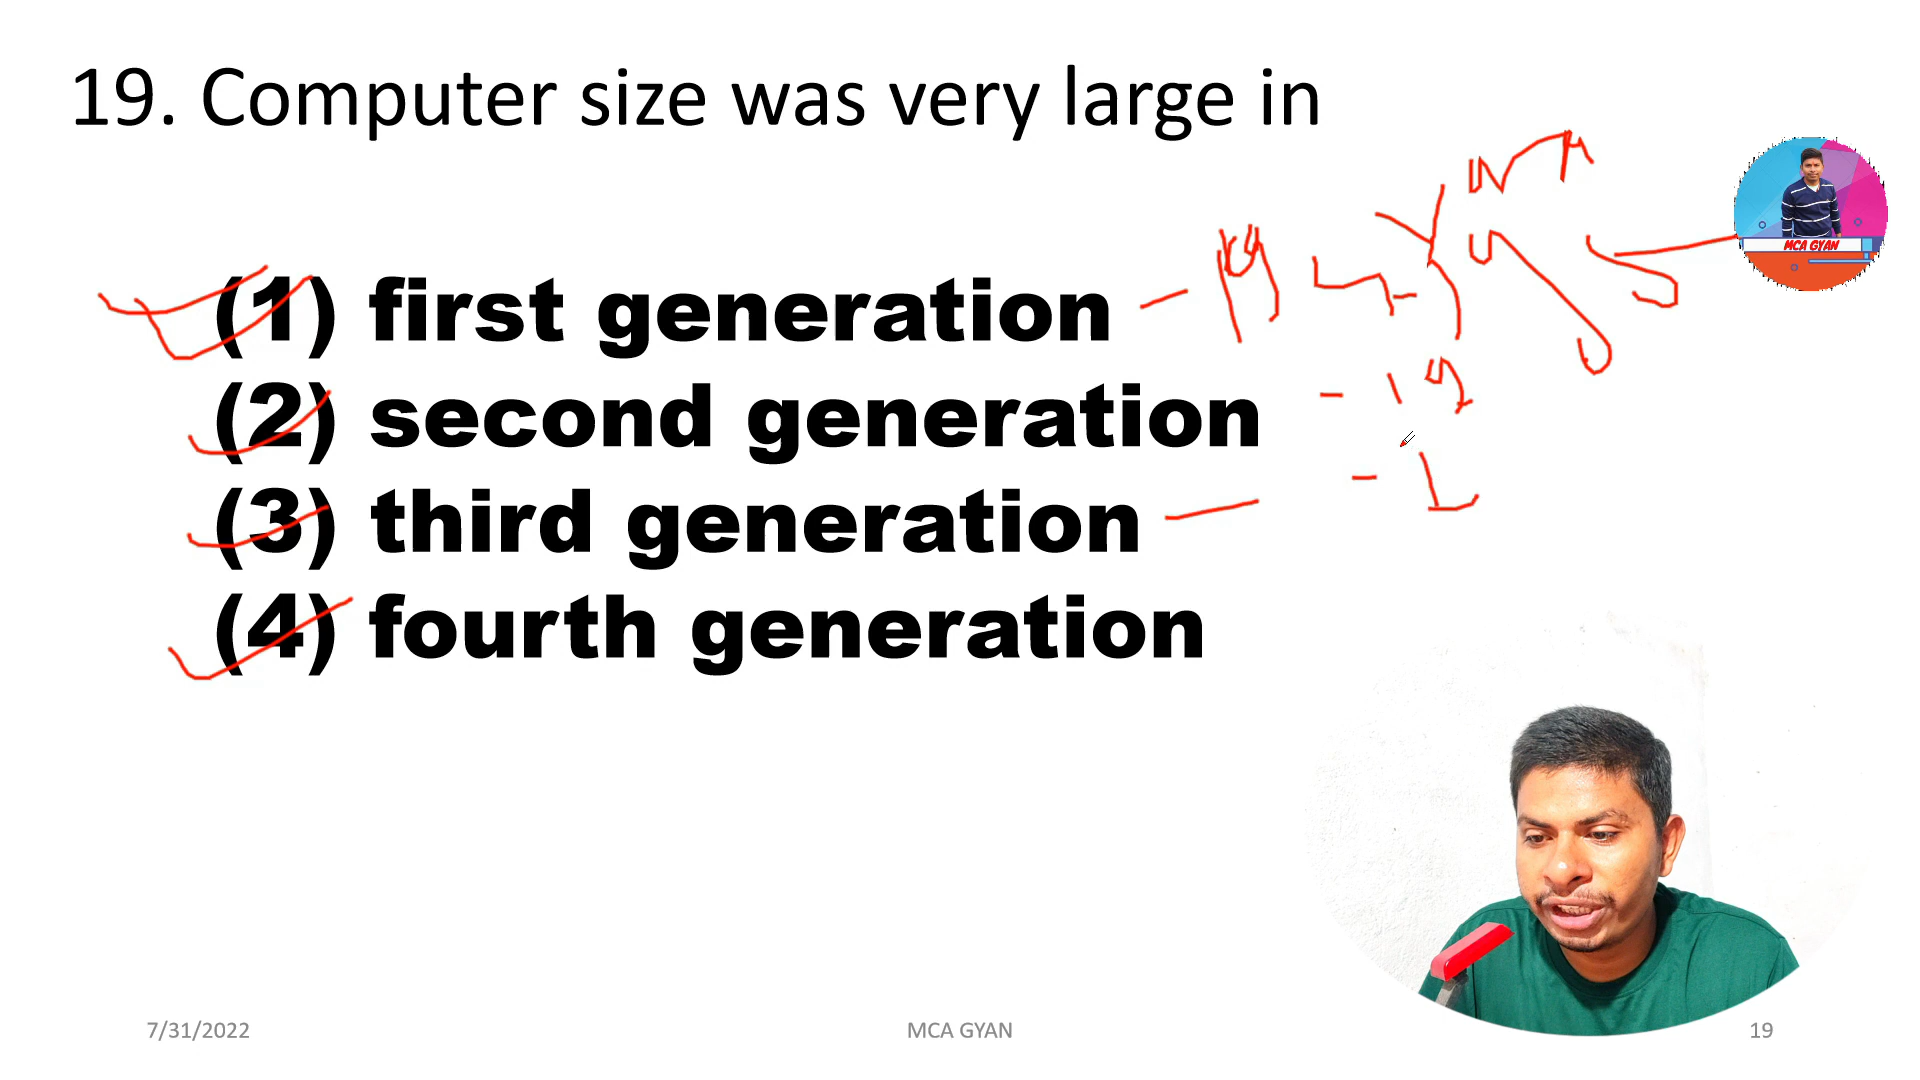 19. Computer size was very large in
MCA GYAN
(1) first generation
(2) second generation
(3) third generation
(4) fourth generation
7/31/2022
MCA GYAN
19